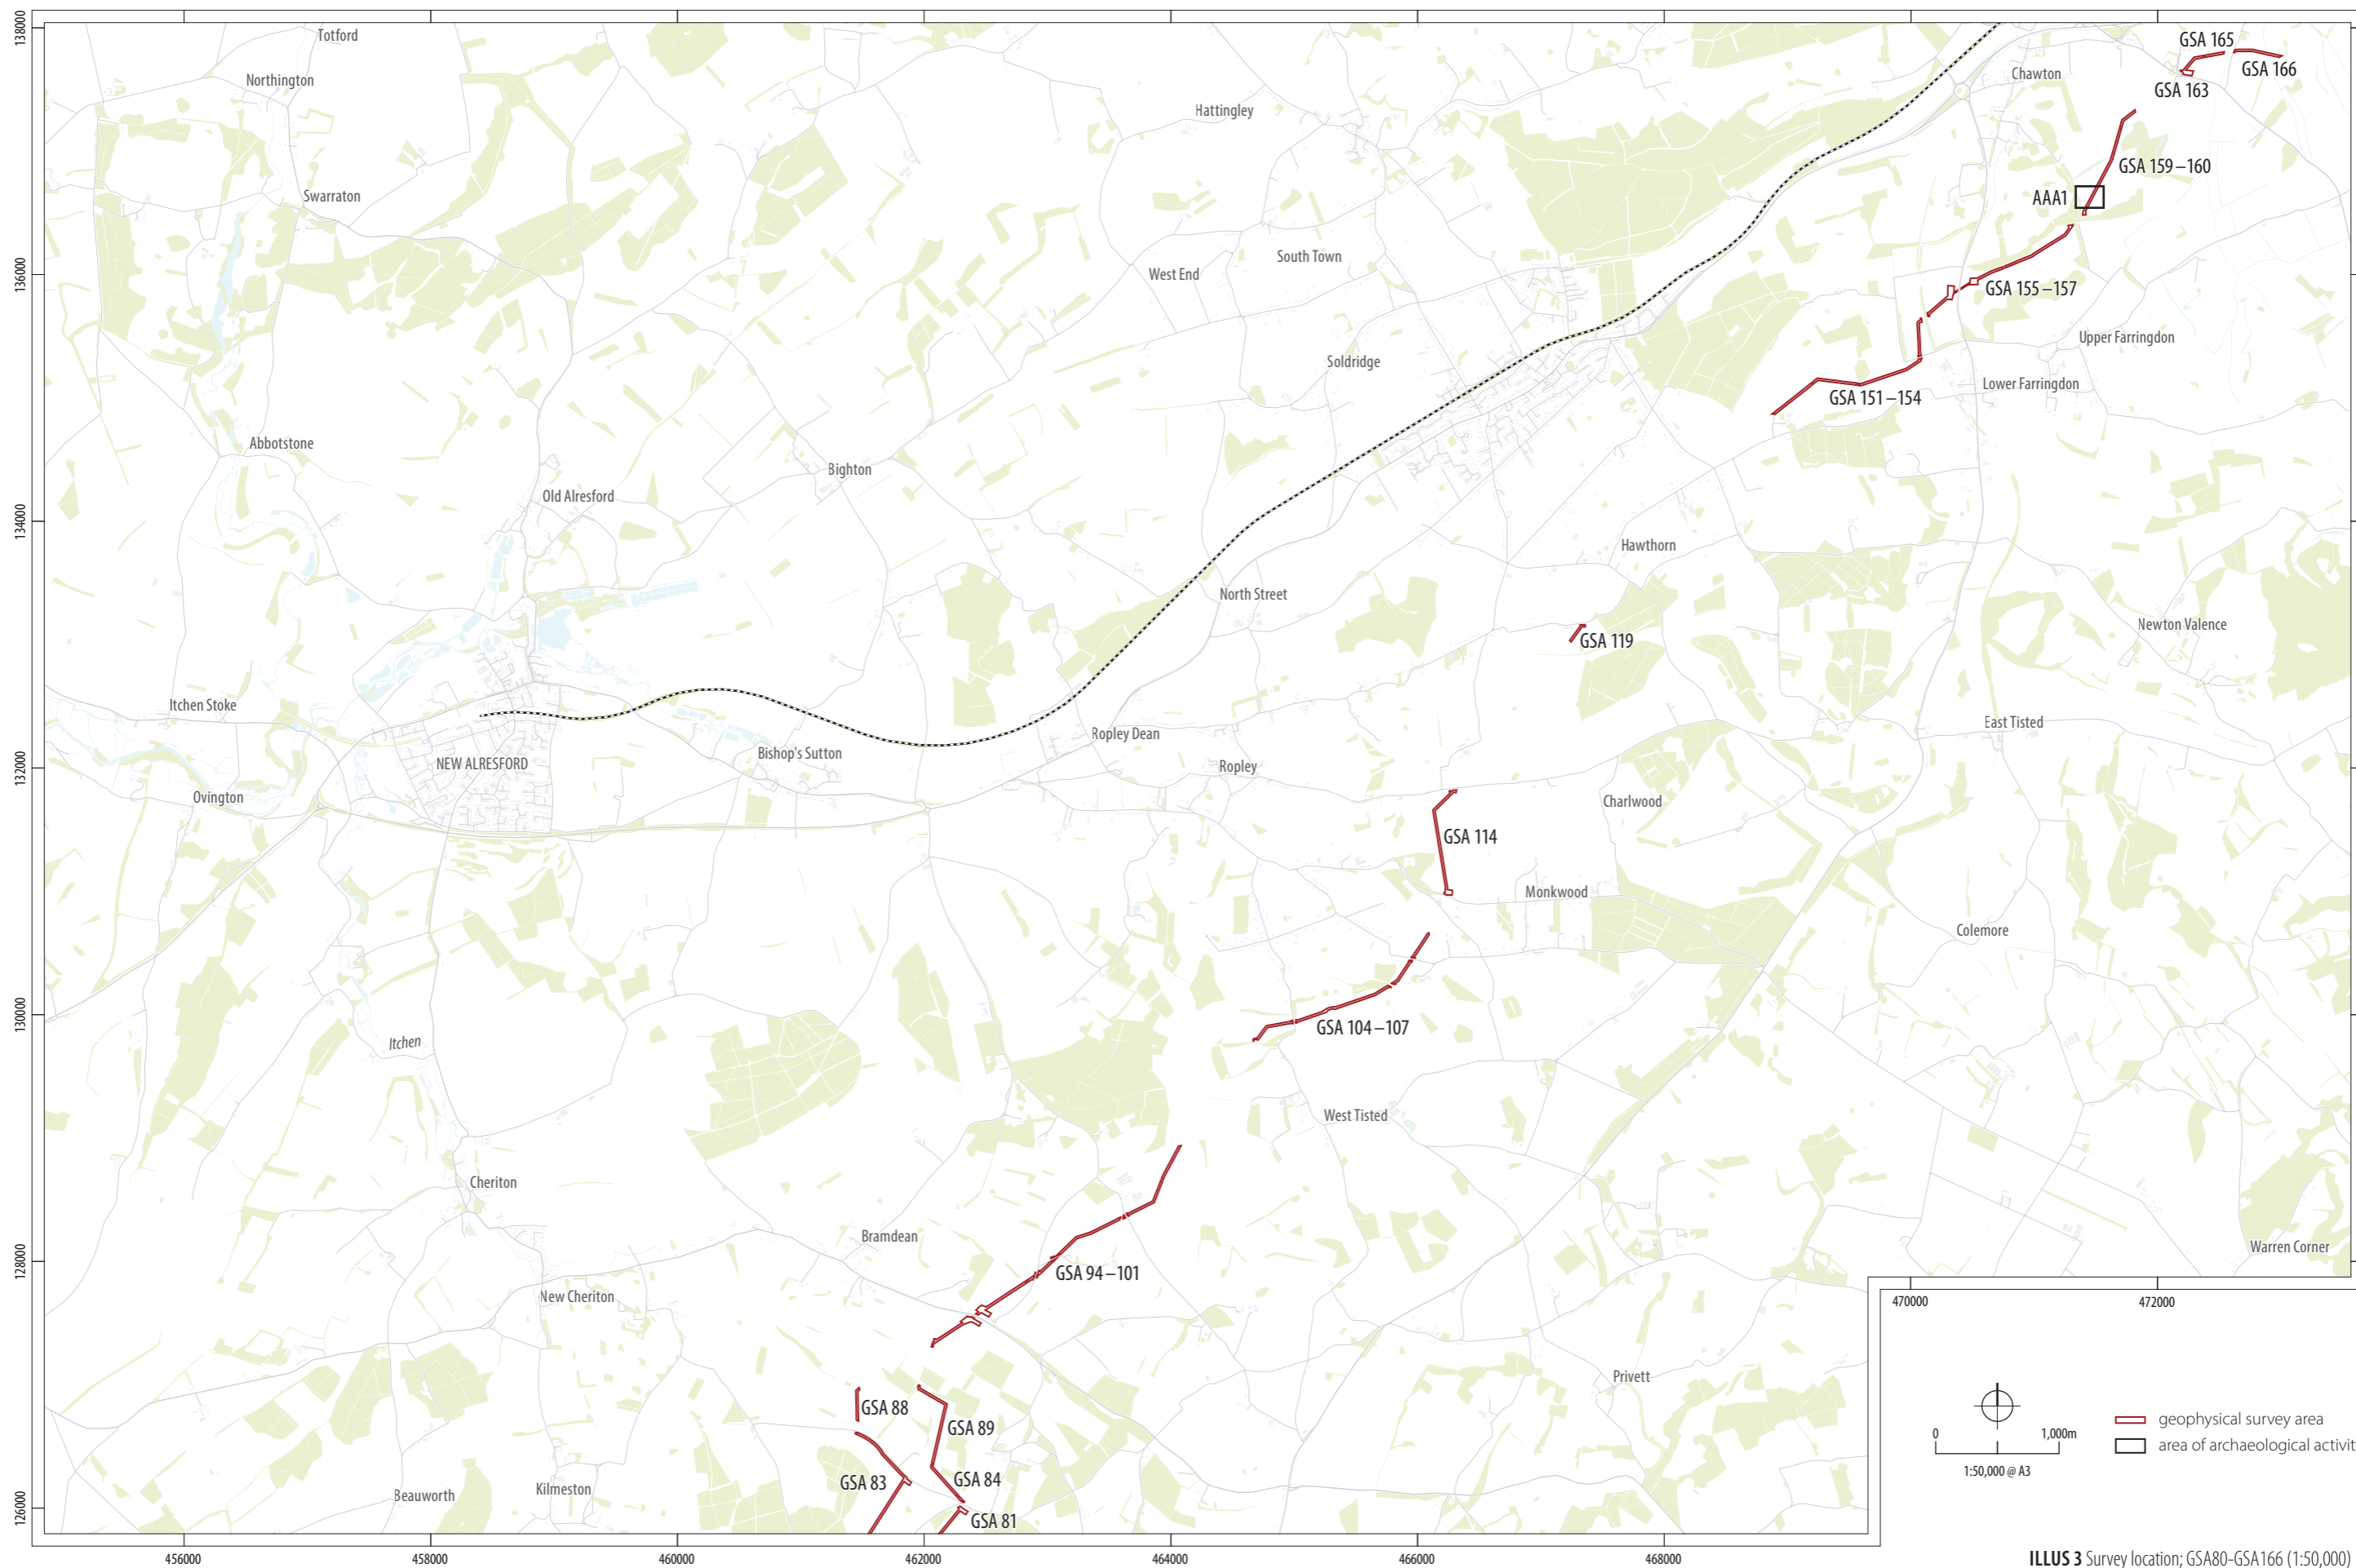 138000
Totford
Northington
GSA 165
GSA 166
Chawton
GSA 163
Hattingley
GSA 159–160
Swarraton
AAA1
136000
South Town
West End
GSA 155–157
Upper Farringdon
Soldridge
Lower Farringdon
GSA 151–154
Abbotstone
Bighton
Old Alresford
134000
Hawthorn
North Street
Newton Valence
GSA 119
Itchen Stoke
East Tisted
Ropley Dean
Bishop's Sutton
NEW ALRESFORD
132000
Ropley
Ovington
Charlwood
GSA 114
Monkwood
Colemore
130000
GSA 104–107
Itchen
West Tisted
Cheriton
Bramdean
Warren Corner
128000
GSA 94–101
New Cheriton
470000
472000
Privett
GSA 88
GSA 89
GSA 83
GSA 84
Kilmeston
Beauworth
126000
GSA 81
0
1,000m
1:50,000 @ A3
geophysical survey area
area of archaeological activit
456000
458000
460000
462000
464000
466000
468000
ILLUS 3 Survey location; GSA80-GSA166 (1:50,000)